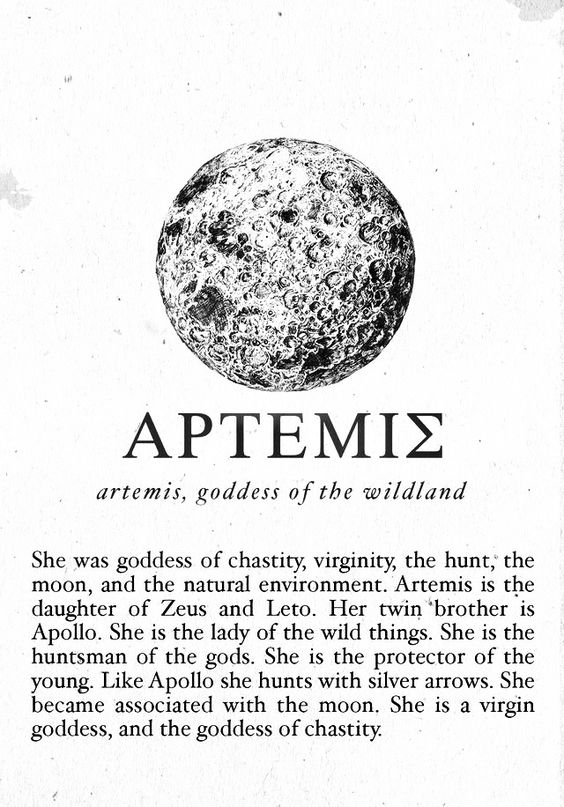 ΑΡΤΕΜΙΣ
artemis, goddess of the wildland
She was goddess of chastity, virginity, the hunt, the
moon, and the natural environment. Artemis is the
daughter of Zeus and Leto. Her twin brother is
Apollo. She is the lady of the wild things. She is the
huntsman of the gods. She is the protector of the
young. Like Apollo she hunts with silver arrows. She
became associated with the moon. She is a virgin
goddess, and the goddess of chastity.